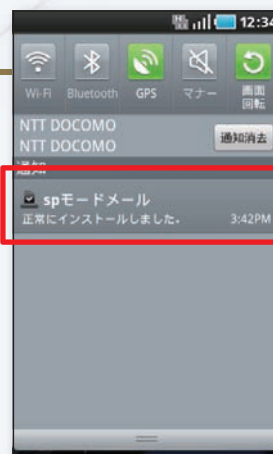 12:34
Wi-Fi Bluetooth GPS マナー 画面
回転
NTT DOCOMO
NTT DOCOMO
通知消去
通知
spモードメール
正常にインストールしました。 3:42PM